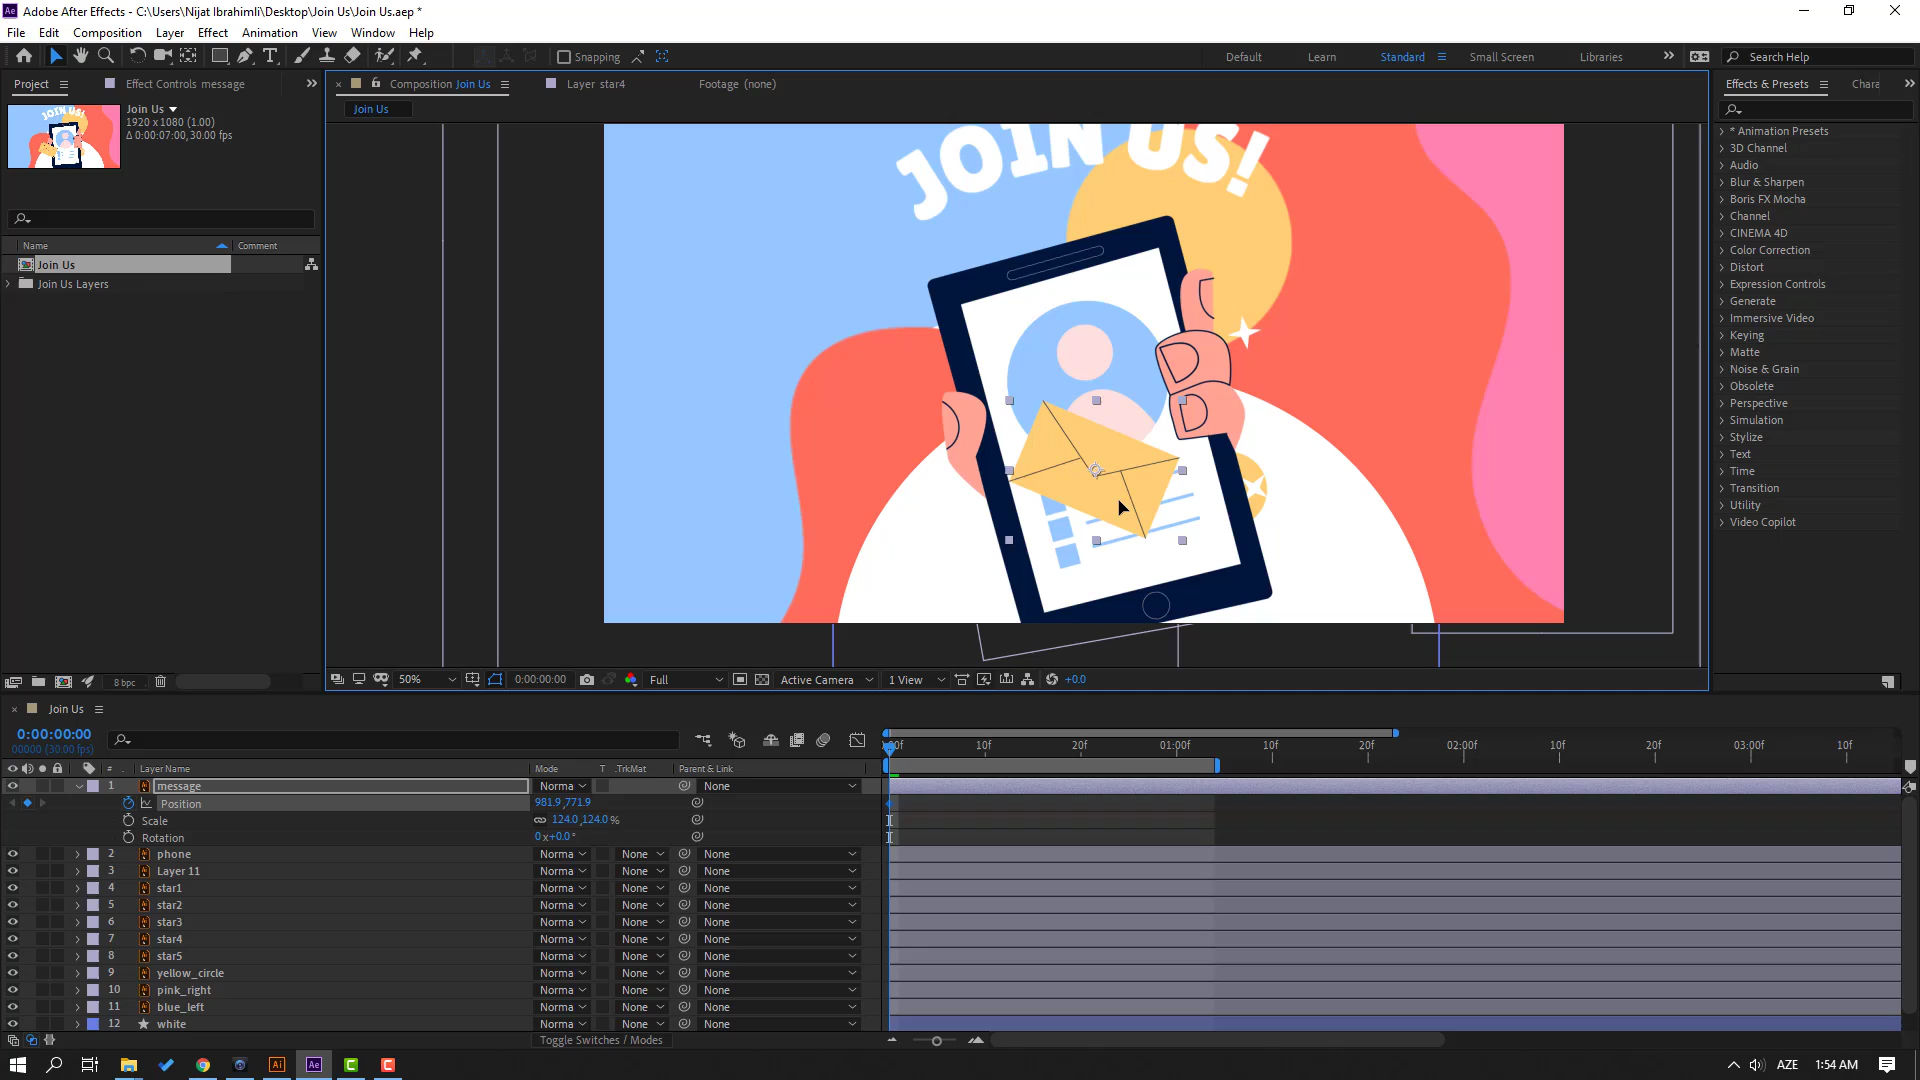 Adobe After Effects - C:\Users\Nijat Ibrahimli\Desktop\Join Us\Join Us.aep *
File Edit Composition Layer Effect Animation View Window Help
Snapping
Default Learn Standard Small Screen Libraries Search Help
Project Effect Controls message
Composition Join Us Layer star4 Footage (none)
Effects & Presets Chara
Join Us
1920 x 1080 (1.00)
Δ 0:00:07:00, 30.00 fps
Join Us
JOIN US!
Name Comment
Join Us
Join Us Layers
* Animation Presets
3D Channel
Audio
Blur & Sharpen
Boris FX Mocha
Channel
CINEMA 4D
Color Correction
Distort
Expression Controls
Generate
Immersive Video
Keying
Matte
Noise & Grain
Obsolete
Perspective
Simulation
Stylize
Text
Time
Transition
Utility
Video Copilot
8 bpc
50% 0:00:00:00 Full Active Camera 1 View +0.0
Join Us
0:00:00:00
00000 (30.00 fps)
10f 20f 01:00f 10f 20f 02:00f 10f 20f 03:00f 10f
# Layer Name Mode T .TrkMat Parent & Link
1 message Norma None
Position 981.9,771.9
Scale 124.0,124.0 %
Rotation 0x+0.0°
2 phone Norma None None
3 Layer 11 Norma None None
4 star1 Norma None None
5 star2 Norma None None
6 star3 Norma None None
7 star4 Norma None None
8 star5 Norma None None
9 yellow_circle Norma None None
10 pink_right Norma None None
11 blue_left Norma None None
12 white Norma None None
Toggle Switches / Modes
AZE 1:54 AM